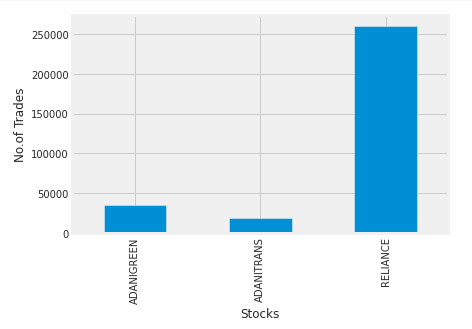 250000
200000
150000
100000
50000
0
No.of Trades
ADANIGREEN
ADANITRANS
RELIANCE
Stocks